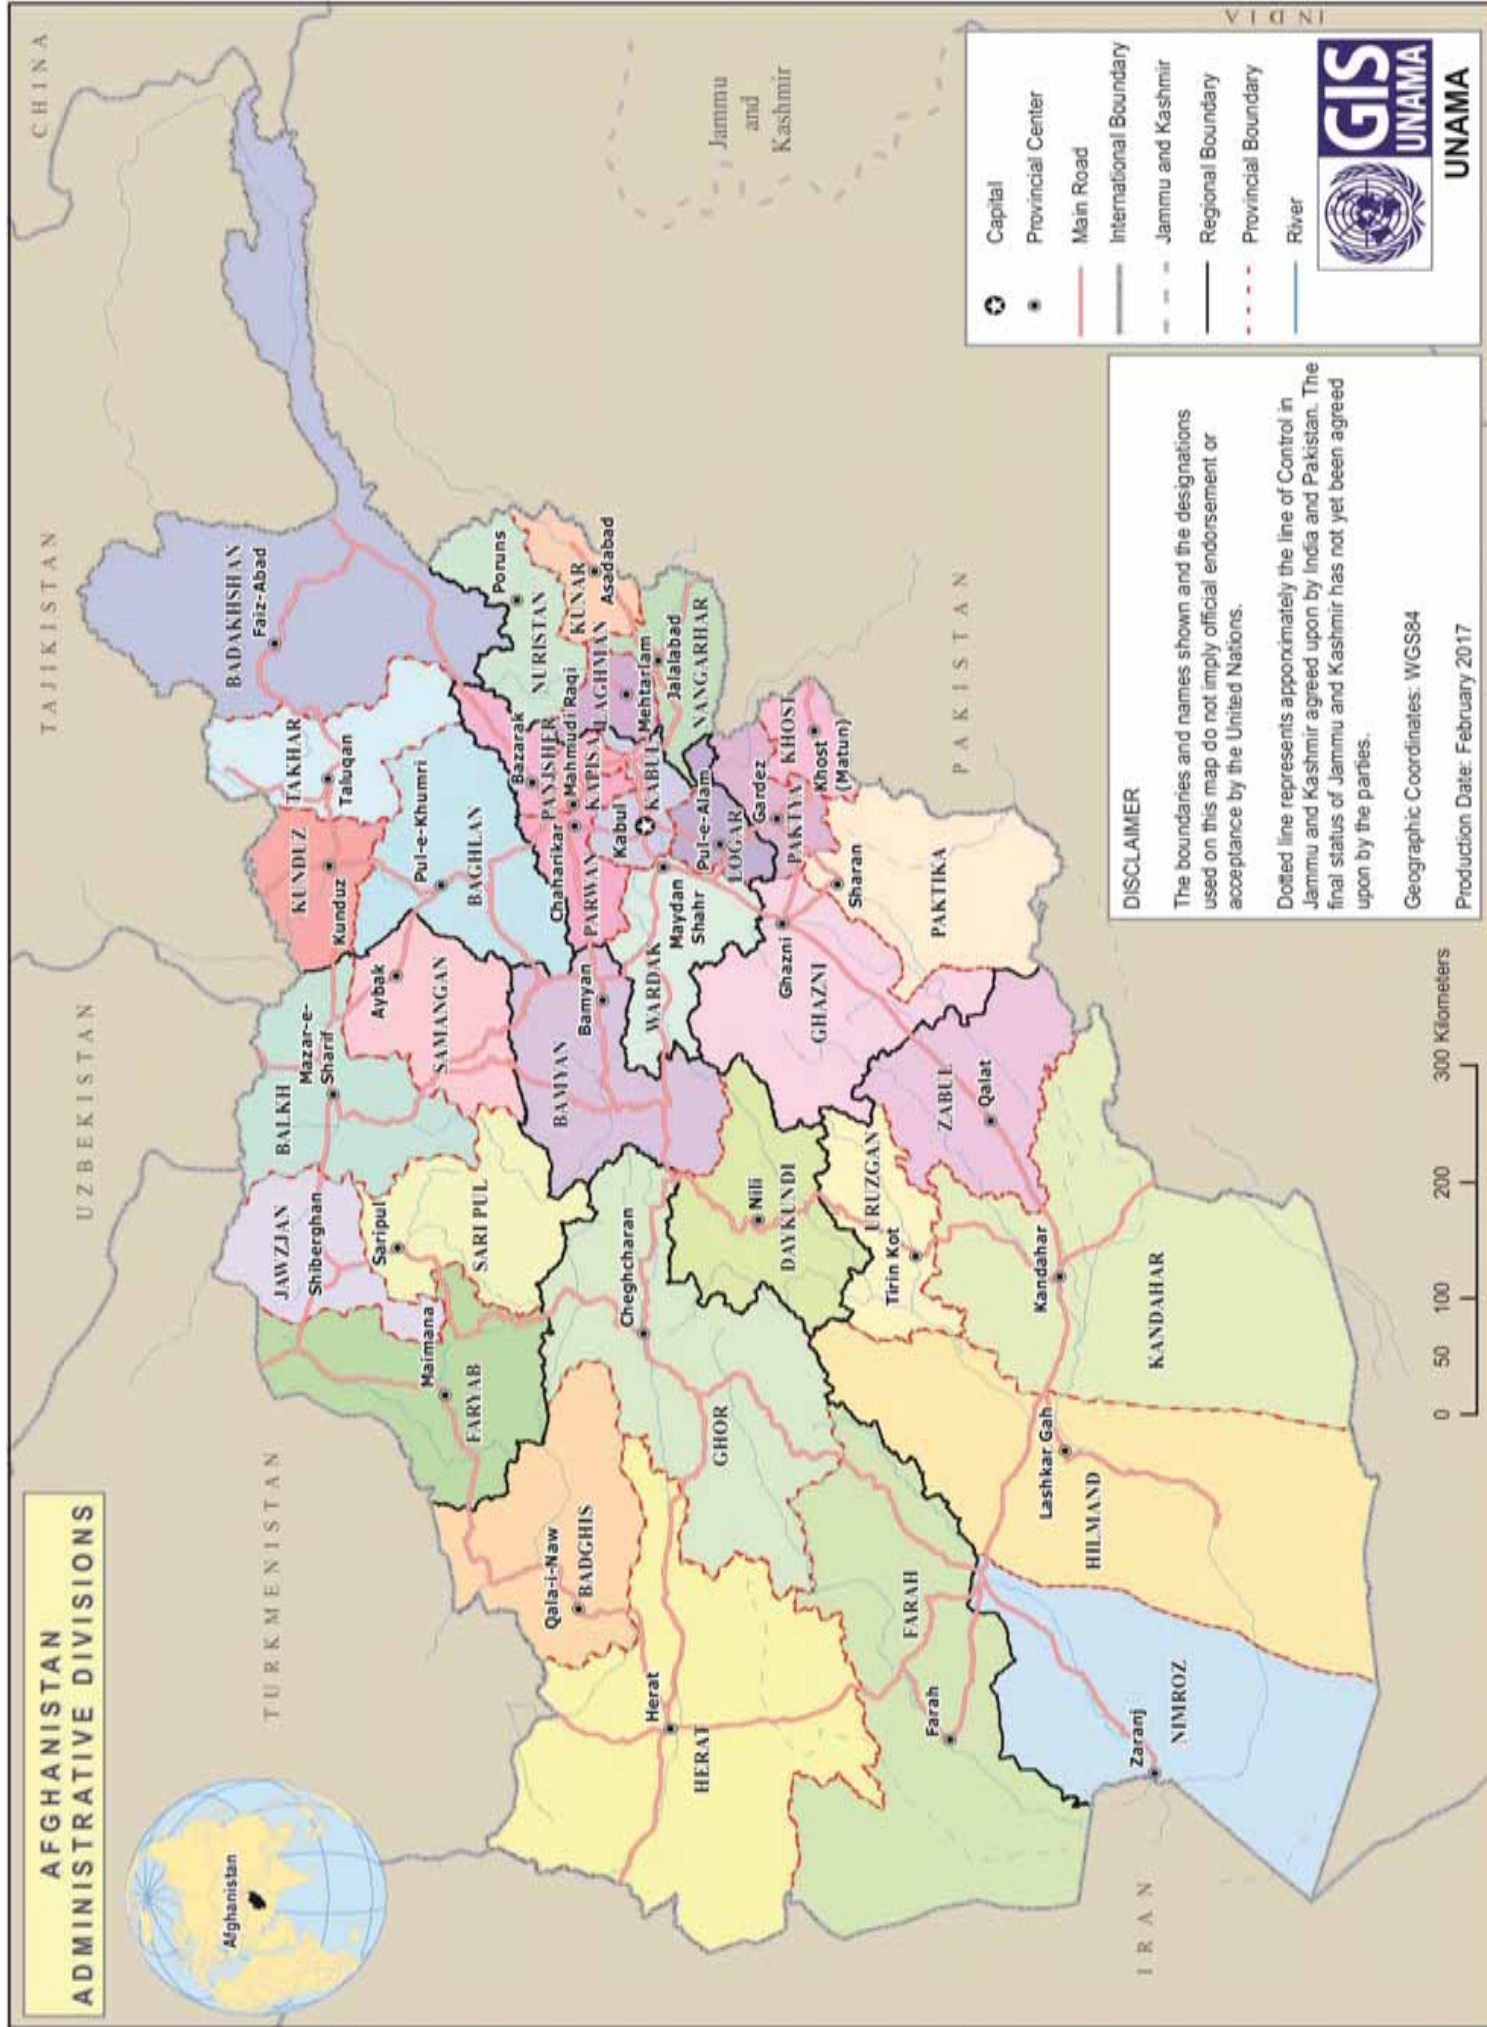 AFGHANISTAN
ADMINISTRATIVE DIVISIONS
Afghanistan
UZBEKISTAN
TAJIKISTAN
CHINA
TURKMENISTAN
IRAN
PAKISTAN
INDIA
Jammu
and
Kashmir
BADAKHSHAN
Faiz-Abad
TAKHAR
Taluqan
KUNDUZ
Kunduz
BALKH
Mazar-e-
Sharif
JAWZJAN
Shiberghan
Saripul
SARI PUL
Aybak
SAMANGAN
Pul-e-Khumri
BAGHLAN
Maimana
FARYAB
Qala-i-Naw
BADGHIS
Herat
HERAT
Cheghcharan
GHOR
BAMYAN
Bamyan
Bazarak
PANJSHER
Mahmudi Raqi
KAPISA
Chaharikar
PARWAN
Poruns
NURISTAN
KUNAR
Asadabad
LAGHMAN
Mehtarlam
Jalalabad
NANGARHAR
Kabul
KABUL
Maydan
Shahr
WARDAK
Pul-e-Alam
LOGAR
Gardez
PAKTYA
KHOST
Khost
(Matun)
Sharan
PAKTIKA
Ghazni
GHAZNI
Nili
DAYKUNDI
URUZGAN
Tirin Kot
ZABUL
Qalat
Kandahar
KANDAHAR
Lashkar Gah
HILMAND
FARAH
Farah
Zaranj
NIMROZ
0 50 100 200 300 Kilometers
DISCLAIMER
The boundaries and names shown and the designations
used on this map do not imply official endorsement or
acceptance by the United Nations.
Dotted line represents apporximately the line of Control in
Jammu and Kashmir agreed upon by India and Pakistan. The
final status of Jammu and Kashmir has not yet been agreed
upon by the parties.
Geographic Coordinates: WGS84
Production Date: February 2017
Capital
Provincial Center
Main Road
International Boundary
Jammu and Kashmir
Regional Boundary
Provincial Boundary
River
GIS
UNAMA
UNAMA